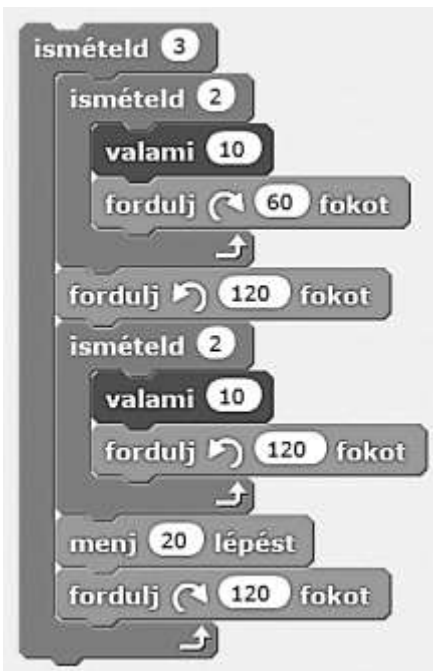 ismételd 3
ismételd 2
valami 10
fordulj 60 fokot
fordulj 120 fokot
ismételd 2
valami 10
fordulj 120 fokot
menj 20 lépést
fordulj 120 fokot